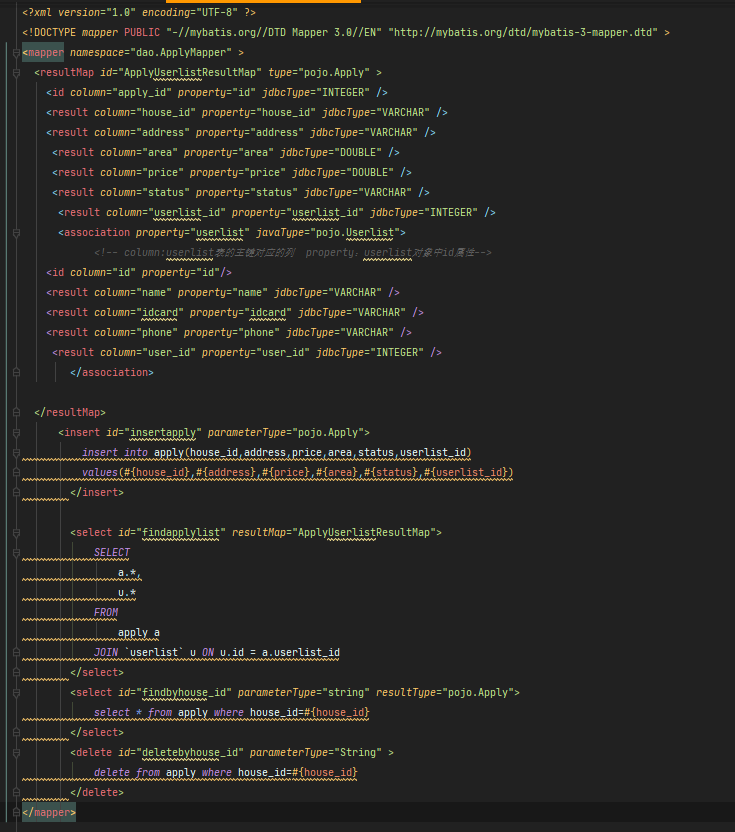 <?xml version="1.0" encoding="UTF-8" ?>
<!DOCTYPE mapper PUBLIC "-//mybatis.org//DTD Mapper 3.0//EN" "http://mybatis.org/dtd/mybatis-3-mapper.dtd" >
<mapper namespace="dao.ApplyMapper" >
<resultMap id="ApplyUserlistResultMap" type="pojo.Apply" >
<id column="apply_id" property="id" jdbcType="INTEGER" />
<result column="house_id" property="house_id" jdbcType="VARCHAR" />
<result column="address" property="address" jdbcType="VARCHAR" />
<result column="area" property="area" jdbcType="DOUBLE" />
<result column="price" property="price" jdbcType="DOUBLE" />
<result column="status" property="status" jdbcType="VARCHAR" />
<result column="userlist_id" property="userlist_id" jdbcType="INTEGER" />
<association property="userlist" javaType="pojo.Userlist">
<!-- column:userlist表的主键对应的列 property：userlist对象中id属性-->
<id column="id" property="id"/>
<result column="name" property="name" jdbcType="VARCHAR" />
<result column="idcard" property="idcard" jdbcType="VARCHAR" />
<result column="phone" property="phone" jdbcType="VARCHAR" />
<result column="user_id" property="user_id" jdbcType="INTEGER" />
</association>
</resultMap>
<insert id="insertapply" parameterType="pojo.Apply">
insert into apply(house_id,address,price,area,status,userlist_id)
values(#{house_id},#{address},#{price},#{area},#{status},#{userlist_id})
</insert>
<select id="findapplylist" resultMap="ApplyUserlistResultMap">
SELECT
a.*,
u.*
FROM
apply a
JOIN `userlist` u ON u.id = a.userlist_id
</select>
<select id="findbyhouse_id" parameterType="string" resultType="pojo.Apply">
select * from apply where house_id=#{house_id}
</select>
<delete id="deletebyhouse_id" parameterType="String" >
delete from apply where house_id=#{house_id}
</delete>
</mapper>